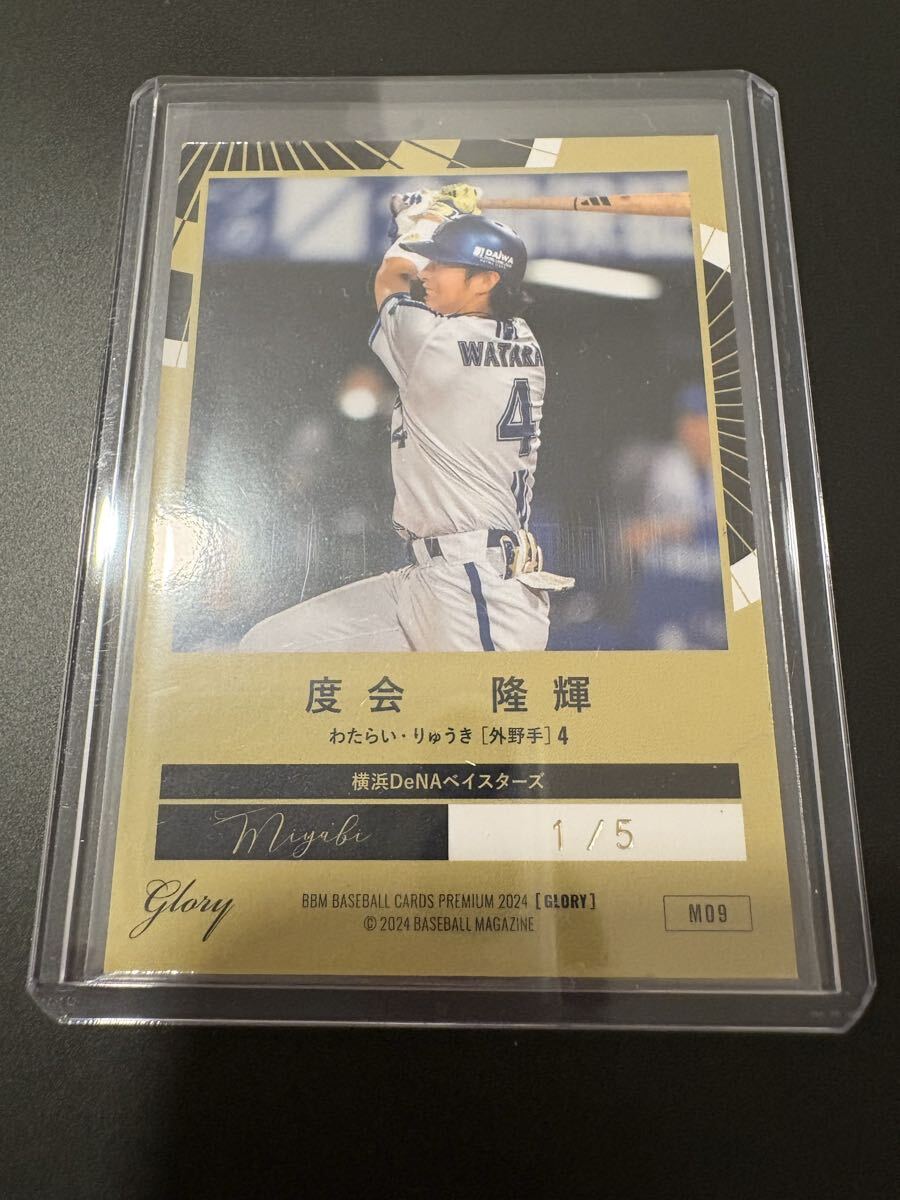 DAIWA
WATARA
4
度会 隆輝
わたらい・りゅうき [外野手] 4
横浜DeNAベイスターズ
Miyabi
1/5
Glory
BBM BASEBALL CARDS PREMIUM 2024 [GLORY]
© 2024 BASEBALL MAGAZINE
M09